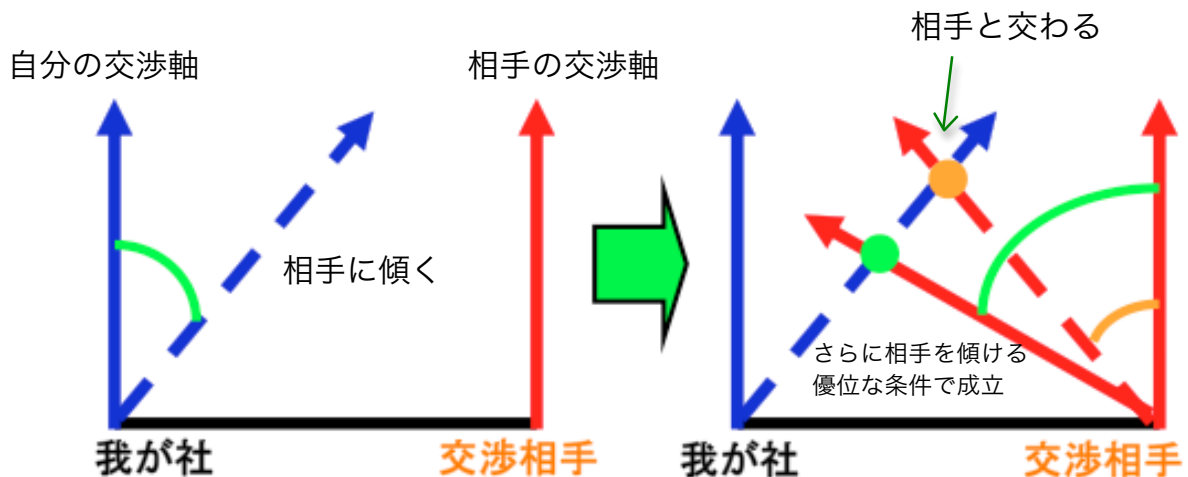 相手と交わる
自分の交渉軸
相手の交渉軸
相手に傾く
さらに相手を傾ける
優位な条件で成立
我が社
交渉相手
我が社
交渉相手